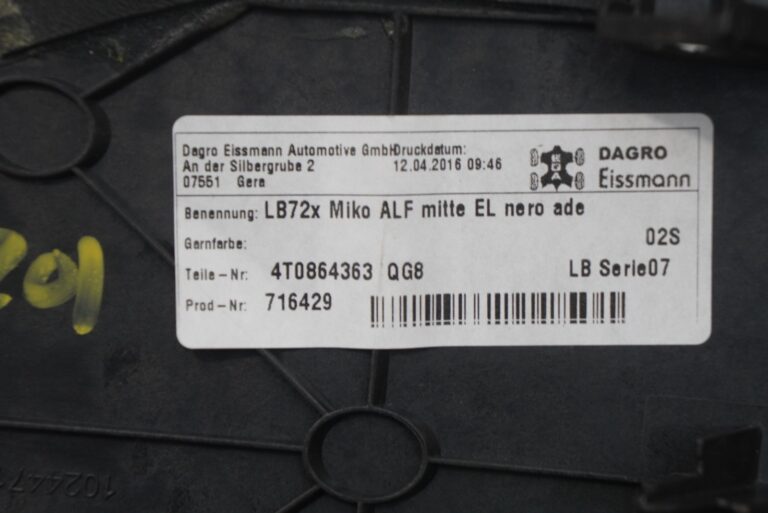 Dagro Eissmann Automotive GmbH Druckdatum:
An der Silbergrube 2 12.04.2016 09:46
07551 Gera
DAGRO
Eissmann
Benennung: LB72x Miko ALF mitte EL nero ade
Garnfarbe: 02S
Teile-Nr: 4T0864363 QG8 LB Serie07
Prod-Nr: 716429
102447